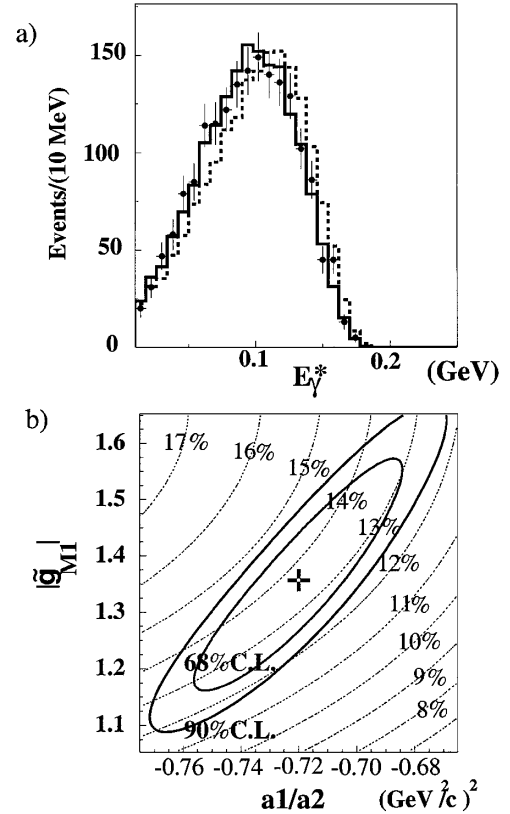 a)
Events/(10 MeV)
150
100
50
0
0.1
0.2
E*γ
(GeV)
b)
|g̃M1|
1.6
1.5
1.4
1.3
1.2
1.1
17%
16%
15%
14%
13%
12%
11%
10%
9%
8%
68%C.L.
90%C.L.
-0.76
-0.74
-0.72
-0.70
-0.68
a1/a2
(GeV²/c)²